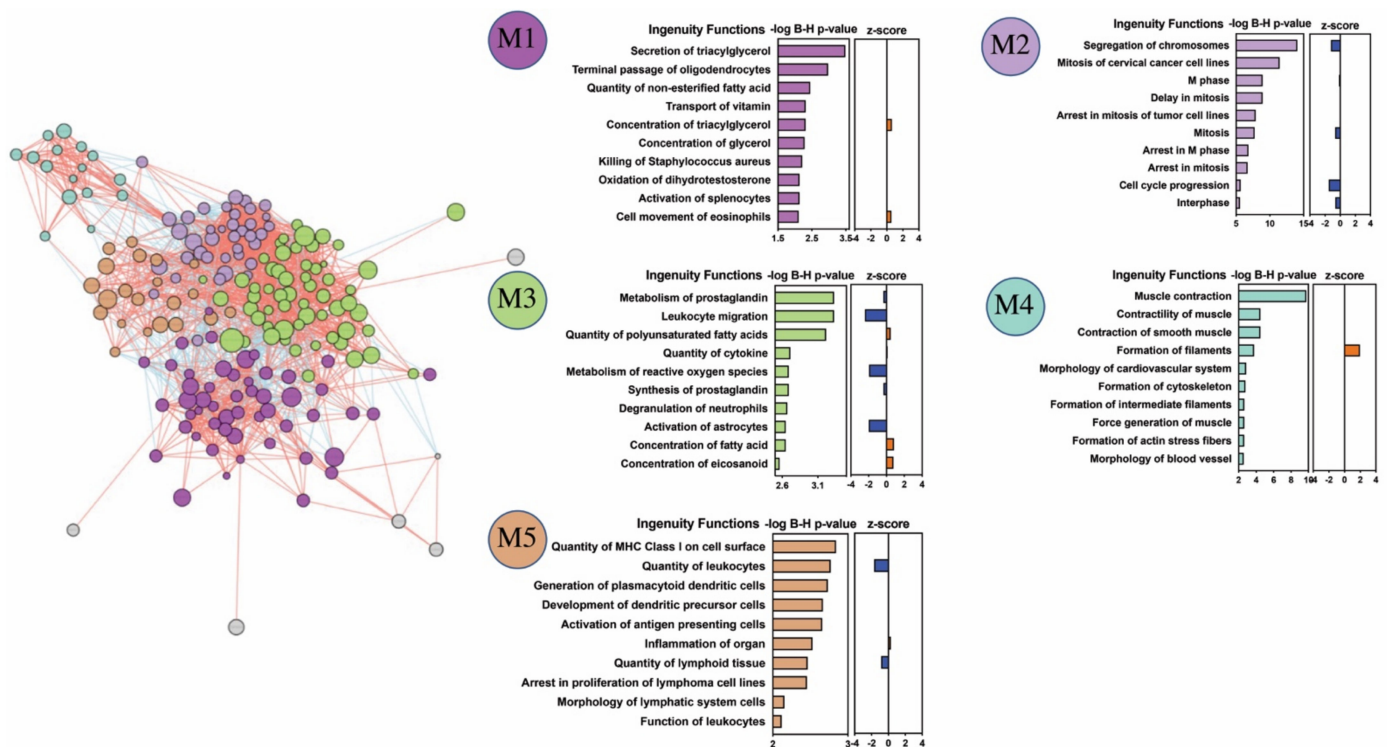 M1
Ingenuity Functions -log B-H p-value z-score
Secretion of triacylglycerol
Terminal passage of oligodendrocytes
Quantity of non-esterified fatty acid
Transport of vitamin
Concentration of triacylglycerol
Concentration of glycerol
Killing of Staphylococcus aureus
Oxidation of dihydrotestosterone
Activation of splenocytes
Cell movement of eosinophils
1.5 2.5 3.5 -4 -2 0 2 4
M2
Ingenuity Functions -log B-H p-value z-score
Segregation of chromosomes
Mitosis of cervical cancer cell lines
M phase
Delay in mitosis
Arrest in mitosis of tumor cell lines
Mitosis
Arrest in M phase
Arrest in mitosis
Cell cycle progression
Interphase
5 10 15 -4 -2 0 2 4
M3
Ingenuity Functions -log B-H p-value z-score
Metabolism of prostaglandin
Leukocyte migration
Quantity of polyunsaturated fatty acids
Quantity of cytokine
Metabolism of reactive oxygen species
Synthesis of prostaglandin
Degranulation of neutrophils
Activation of astrocytes
Concentration of fatty acid
Concentration of eicosanoid
2.6 3.1 -4 -2 0 2 4
M4
Ingenuity Functions -log B-H p-value z-score
Muscle contraction
Contractility of muscle
Contraction of smooth muscle
Formation of filaments
Morphology of cardiovascular system
Formation of cytoskeleton
Formation of intermediate filaments
Force generation of muscle
Formation of actin stress fibers
Morphology of blood vessel
2 4 6 8 10 -4 -2 0 2 4
M5
Ingenuity Functions -log B-H p-value z-score
Quantity of MHC Class I on cell surface
Quantity of leukocytes
Generation of plasmacytoid dendritic cells
Development of dendritic precursor cells
Activation of antigen presenting cells
Inflammation of organ
Quantity of lymphoid tissue
Arrest in proliferation of lymphoma cell lines
Morphology of lymphatic system cells
Function of leukocytes
2 3 -4 -2 0 2 4